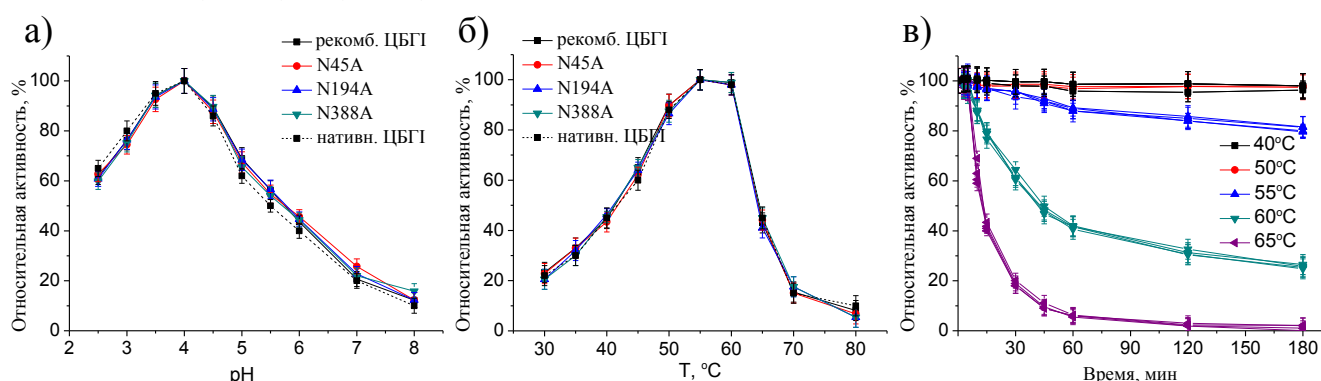 а)
Относительная активность, %
100
80
60
40
20
0
2 3 4 5 6 7 8
pH
рекомб. ЦБГI
N45A
N194A
N388A
нативн. ЦБГI
б)
Относительная активность, %
100
80
60
40
20
0
30 40 50 60 70 80
T, °C
рекомб. ЦБГI
N45A
N194A
N388A
нативн. ЦБГI
в)
Относительная активность, %
100
80
60
40
20
0
30 60 90 120 150 180
Время, мин
40°C
50°C
55°C
60°C
65°C